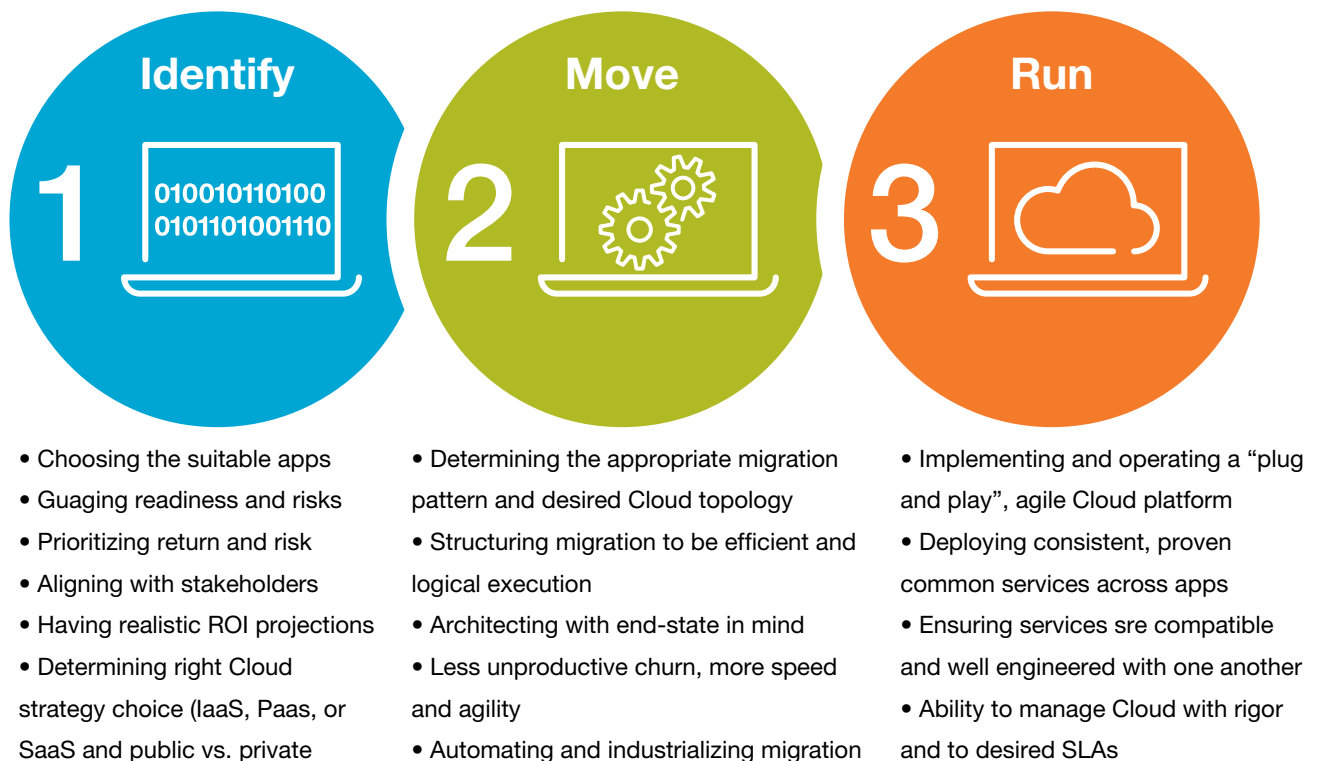 Identify
1
010010110100
0101101001110
• Choosing the suitable apps
• Guaging readiness and risks
• Prioritizing return and risk
• Aligning with stakeholders
• Having realistic ROI projections
• Determining right Cloud
strategy choice (IaaS, Paas, or
SaaS and public vs. private
Move
2
• Determining the appropriate migration
pattern and desired Cloud topology
• Structuring migration to be efficient and
logical execution
• Architecting with end-state in mind
• Less unproductive churn, more speed
and agility
• Automating and industrializing migration
Run
3
• Implementing and operating a “plug
and play”, agile Cloud platform
• Deploying consistent, proven
common services across apps
• Ensuring services sre compatible
and well engineered with one another
• Ability to manage Cloud with rigor
and to desired SLAs